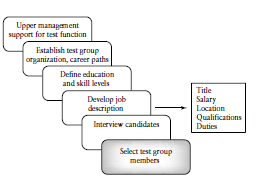 Upper management
support for test function
Establish test group
organization, career paths
Define education
and skill levels
Develop job
description
Title
Salary
Location
Qualifications
Duties
Interview candidates
Select test group
members